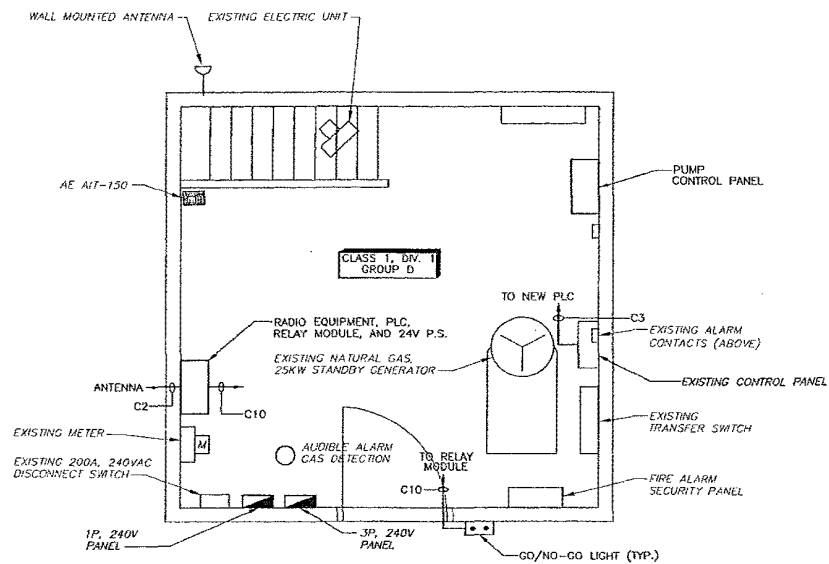 WALL MOUNTED ANTENNA
EXISTING ELECTRIC UNIT
AE AIT-150
PUMP
CONTROL PANEL
CLASS 1, DIV. 1
GROUP D
TO NEW PLC
C3
RADIO EQUIPMENT, PLC,
RELAY MODULE, AND 24V P.S.
EXISTING ALARM
CONTACTS (ABOVE)
EXISTING NATURAL GAS,
25KW STANDBY GENERATOR
ANTENNA
C2
C10
EXISTING CONTROL PANEL
EXISTING
TRANSFER SWITCH
EXISTING METER
M
AUDIBLE ALARM
GAS DETECTION
TO RELAY
MODULE
C10
EXISTING 200A, 240VAC
DISCONNECT SWITCH
FIRE ALARM
SECURITY PANEL
1P, 240V
PANEL
3P, 240V
PANEL
GO/NO-GO LIGHT (TYP.)